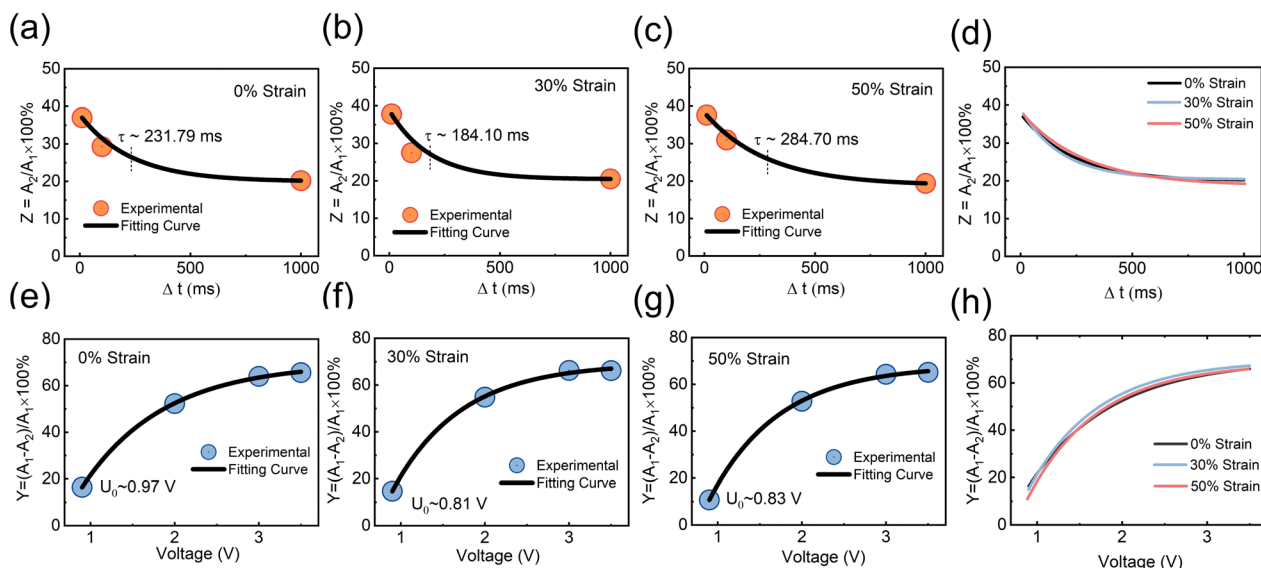 (a)
50
40
30
20
10
0
Z = A₂/A₁×100%
0% Strain
τ ~ 231.79 ms
Experimental
Fitting Curve
0 500 1000
Δ t (ms)
(b)
50
40
30
20
10
0
Z = A₂/A₁×100%
30% Strain
τ ~ 184.10 ms
Experimental
Fitting Curve
0 500 1000
Δ t (ms)
(c)
50
40
30
20
10
0
Z = A₂/A₁×100%
50% Strain
τ ~ 284.70 ms
Experimental
Fitting Curve
0 500 1000
Δ t (ms)
(d)
50
40
30
20
10
0
Z = A₂/A₁×100%
0% Strain
30% Strain
50% Strain
0 500 1000
Δ t (ms)
(e)
80
60
40
20
0
Y=(A₁-A₂)/A₁×100%
0% Strain
Experimental
Fitting Curve
U₀~0.97 V
1 2 3
Voltage (V)
(f)
80
60
40
20
0
Y=(A₁-A₂)/A₁×100%
30% Strain
Experimental
Fitting Curve
U₀~0.81 V
1 2 3
Voltage (V)
(g)
80
60
40
20
0
Y=(A₁-A₂)/A₁×100%
50% Strain
Experimental
Fitting Curve
U₀~0.83 V
1 2 3
Voltage (V)
(h)
80
60
40
20
0
Y=(A₁-A₂)/A₁×100%
0% Strain
30% Strain
50% Strain
1 2 3
Voltage (V)